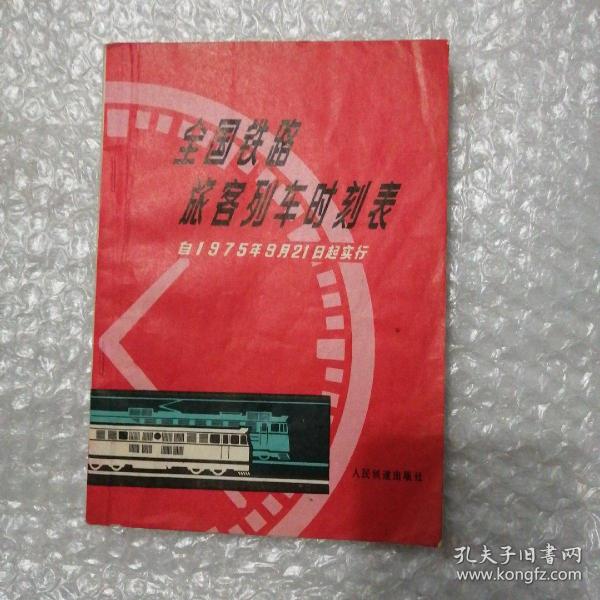 全国铁路
旅客列车时刻表
自1975年9月21日起实行
人民铁道出版社
孔夫子旧书网
www.kongfz.com